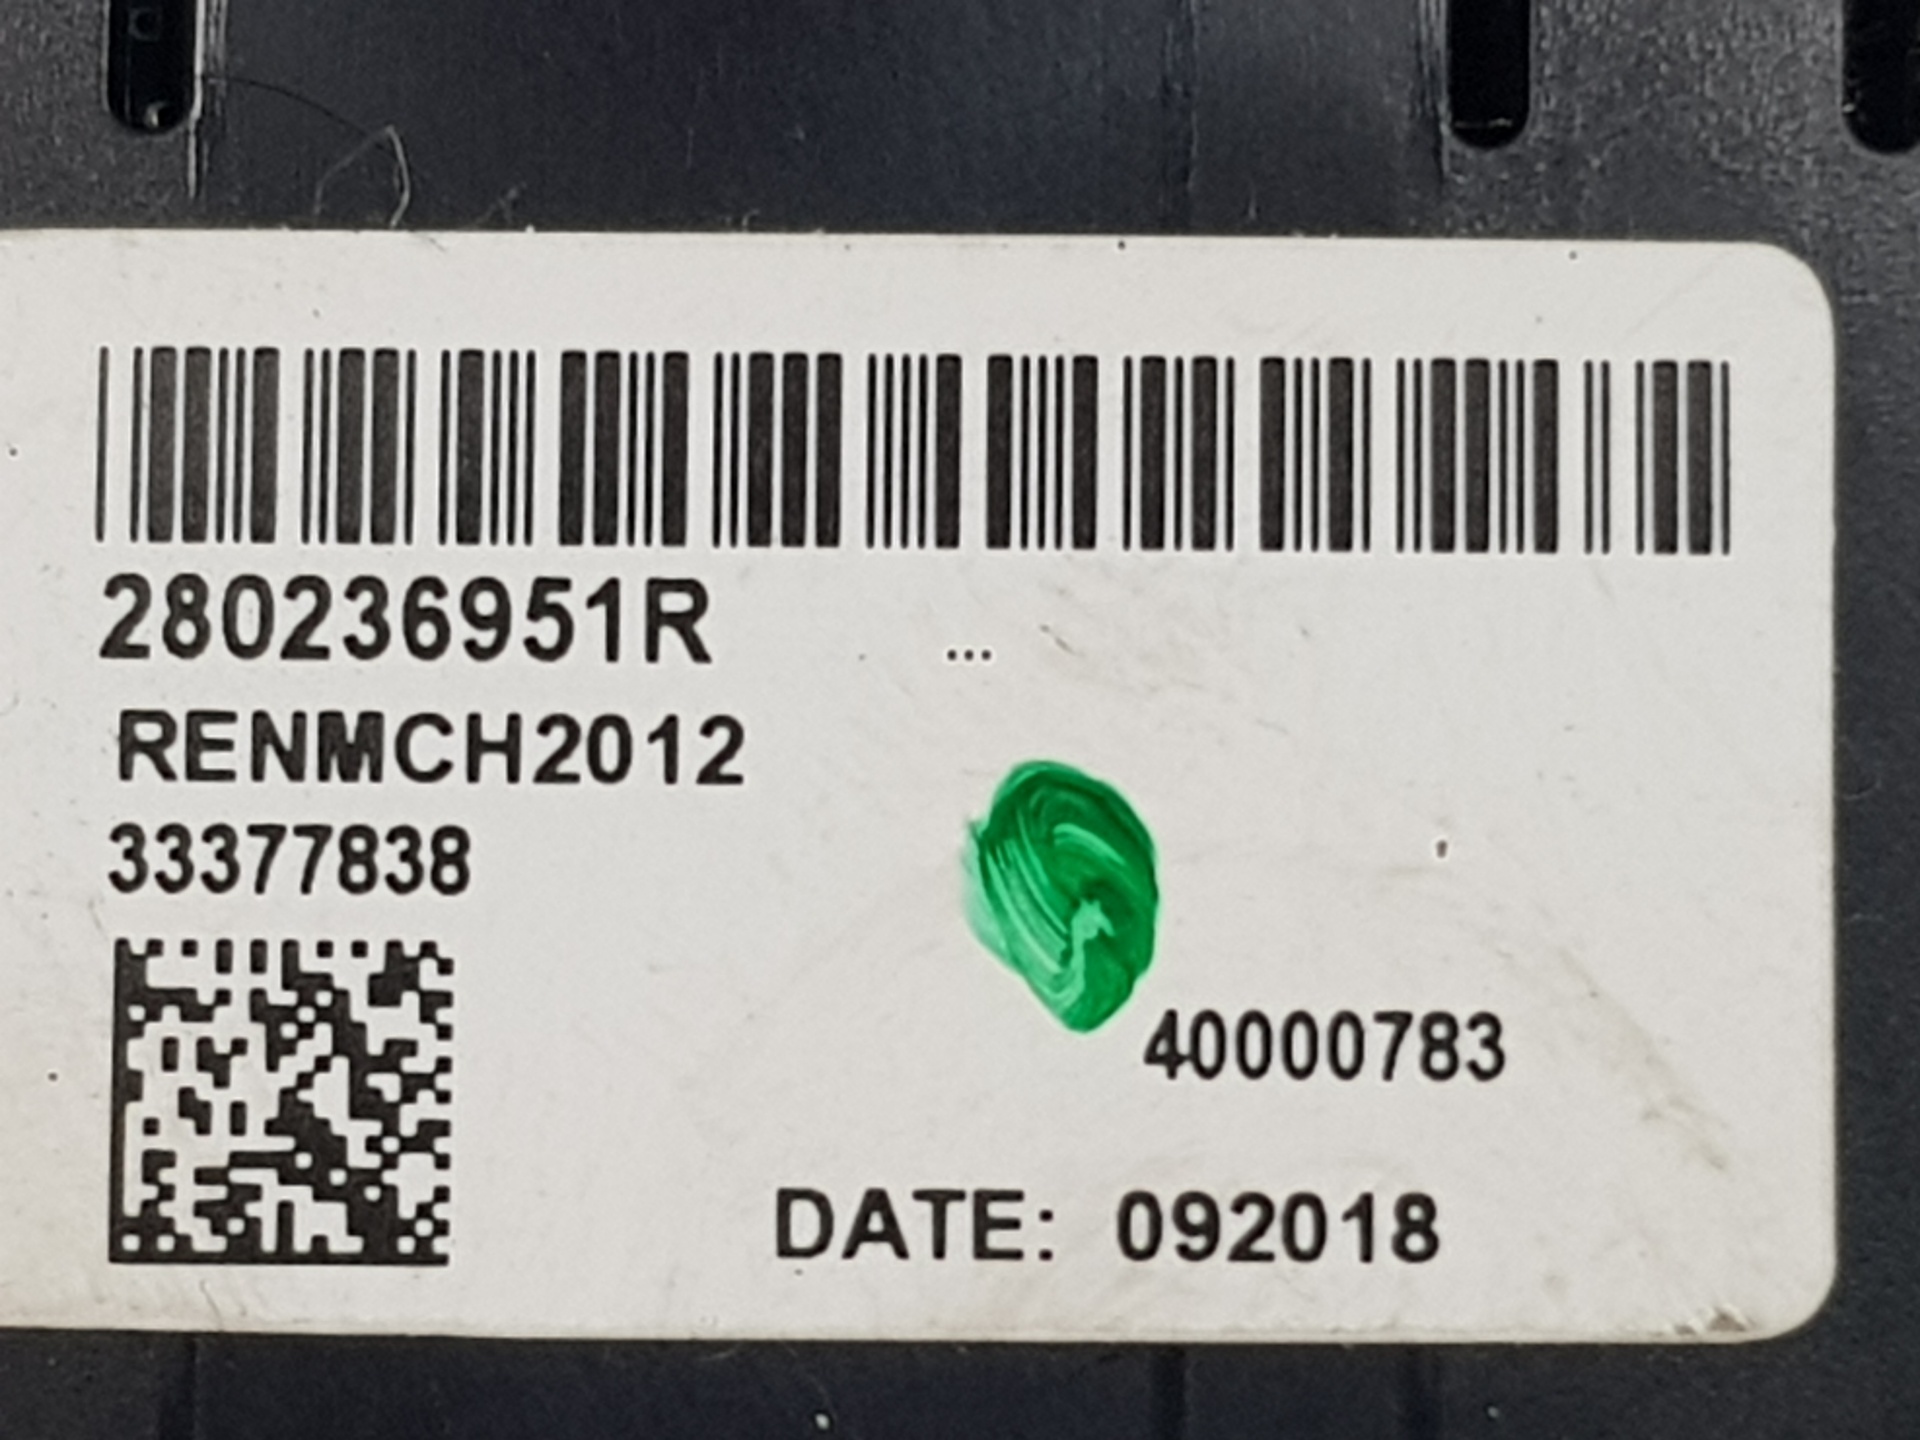 280236951R ...
RENMCH2012
33377838
40000783
DATE: 092018